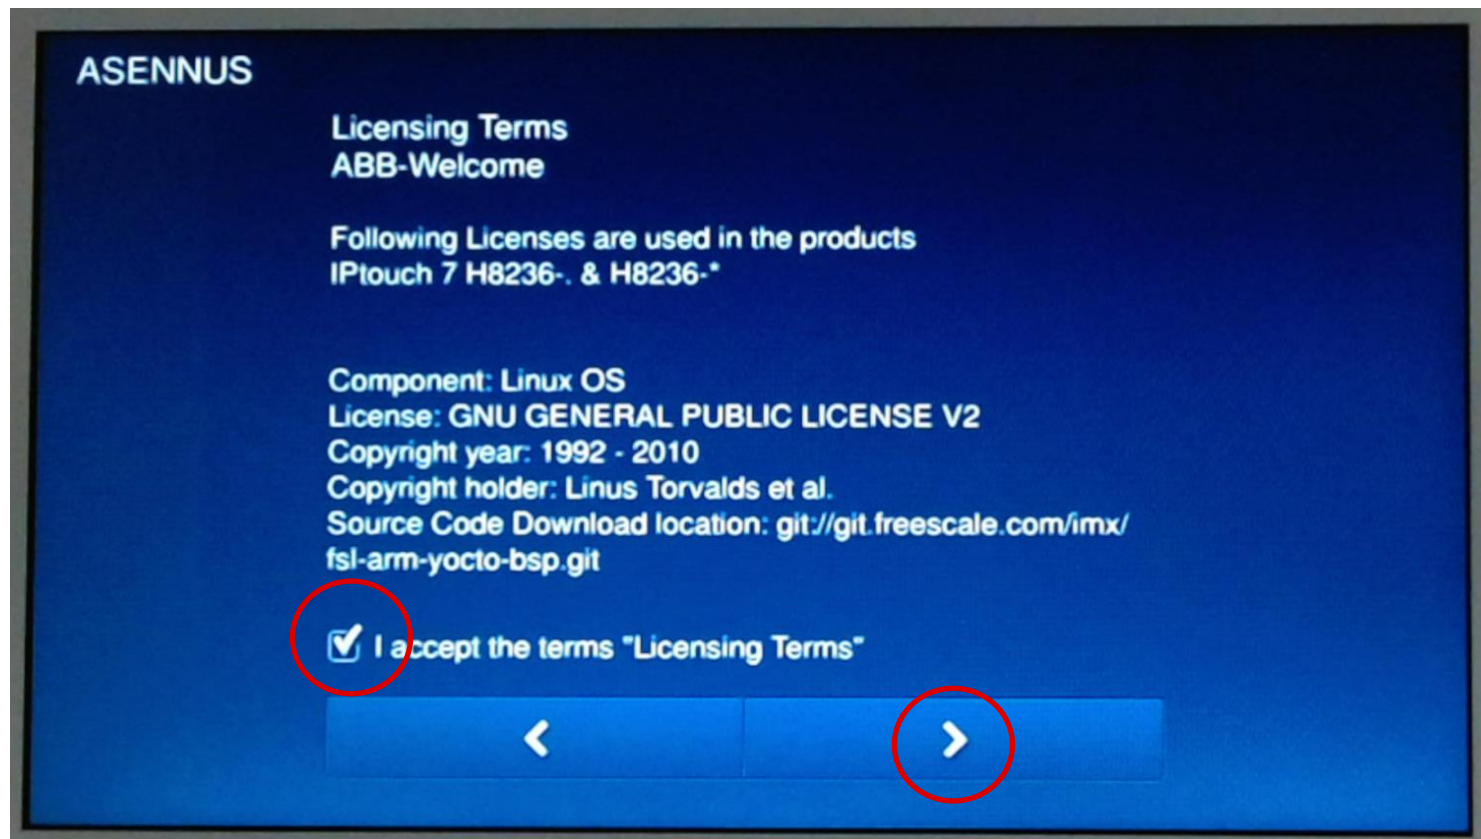 ASENNUS
Licensing Terms
ABB-Welcome
Following Licenses are used in the products
IPtouch 7 H8236-. & H8236-*
Component: Linux OS
License: GNU GENERAL PUBLIC LICENSE V2
Copyright year: 1992 - 2010
Copyright holder: Linus Torvalds et al.
Source Code Download location: git://git.freescale.com/imx/
fsl-arm-yocto-bsp.git
I accept the terms "Licensing Terms"